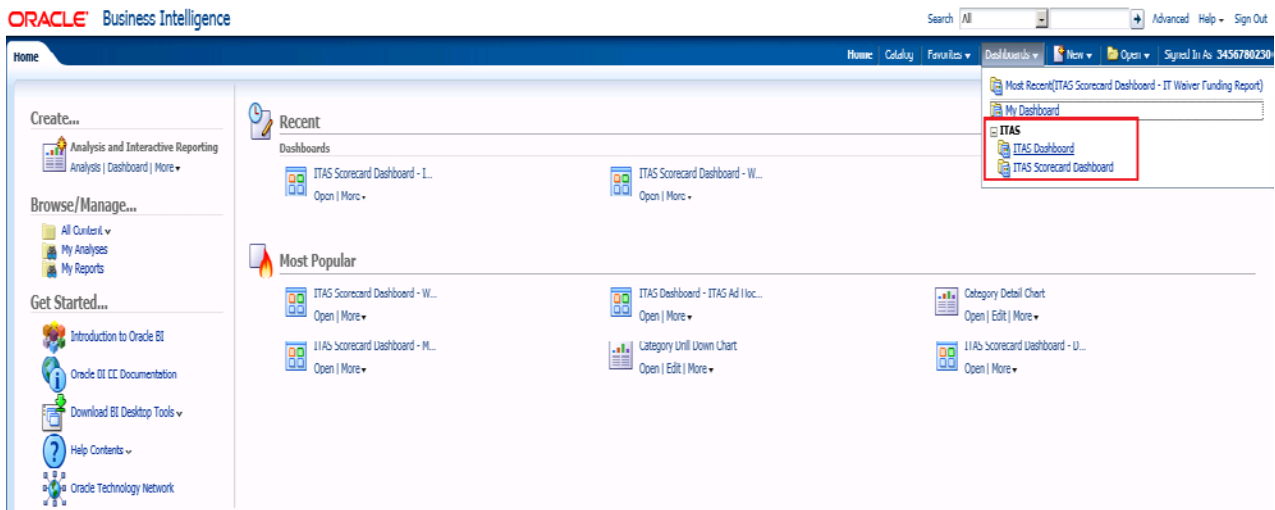 ORACLE Business Intelligence
Search All Advanced Help Sign Out
Home
Home Catalog Favorites Dashboards New Open Signed In As 3456780230
Most Recent(ITAS Scorecard Dashboard - IT Waiver Funding Report)
My Dashboard
ITAS
ITAS Dashboard
ITAS Scorecard Dashboard
Create...
Analysis and Interactive Reporting
Analysis | Dashboard | More
Browse/Manage...
All Content
My Analyses
My Reports
Get Started...
Introduction to Oracle BI
Oracle BI EE Documentation
Download BI Desktop Tools
Help Contents
Oracle Technology Network
Recent
Dashboards
ITAS Scorecard Dashboard - I...
Open | More
ITAS Scorecard Dashboard - W...
Open | More
Most Popular
ITAS Scorecard Dashboard - W...
Open | More
ITAS Dashboard - ITAS Ad Hoc...
Open | More
Category Detail Chart
Open | Edit | More
ITAS Scorecard Dashboard - M...
Open | More
Category Drill Down Chart
Open | Edit | More
ITAS Scorecard Dashboard - D...
Open | More